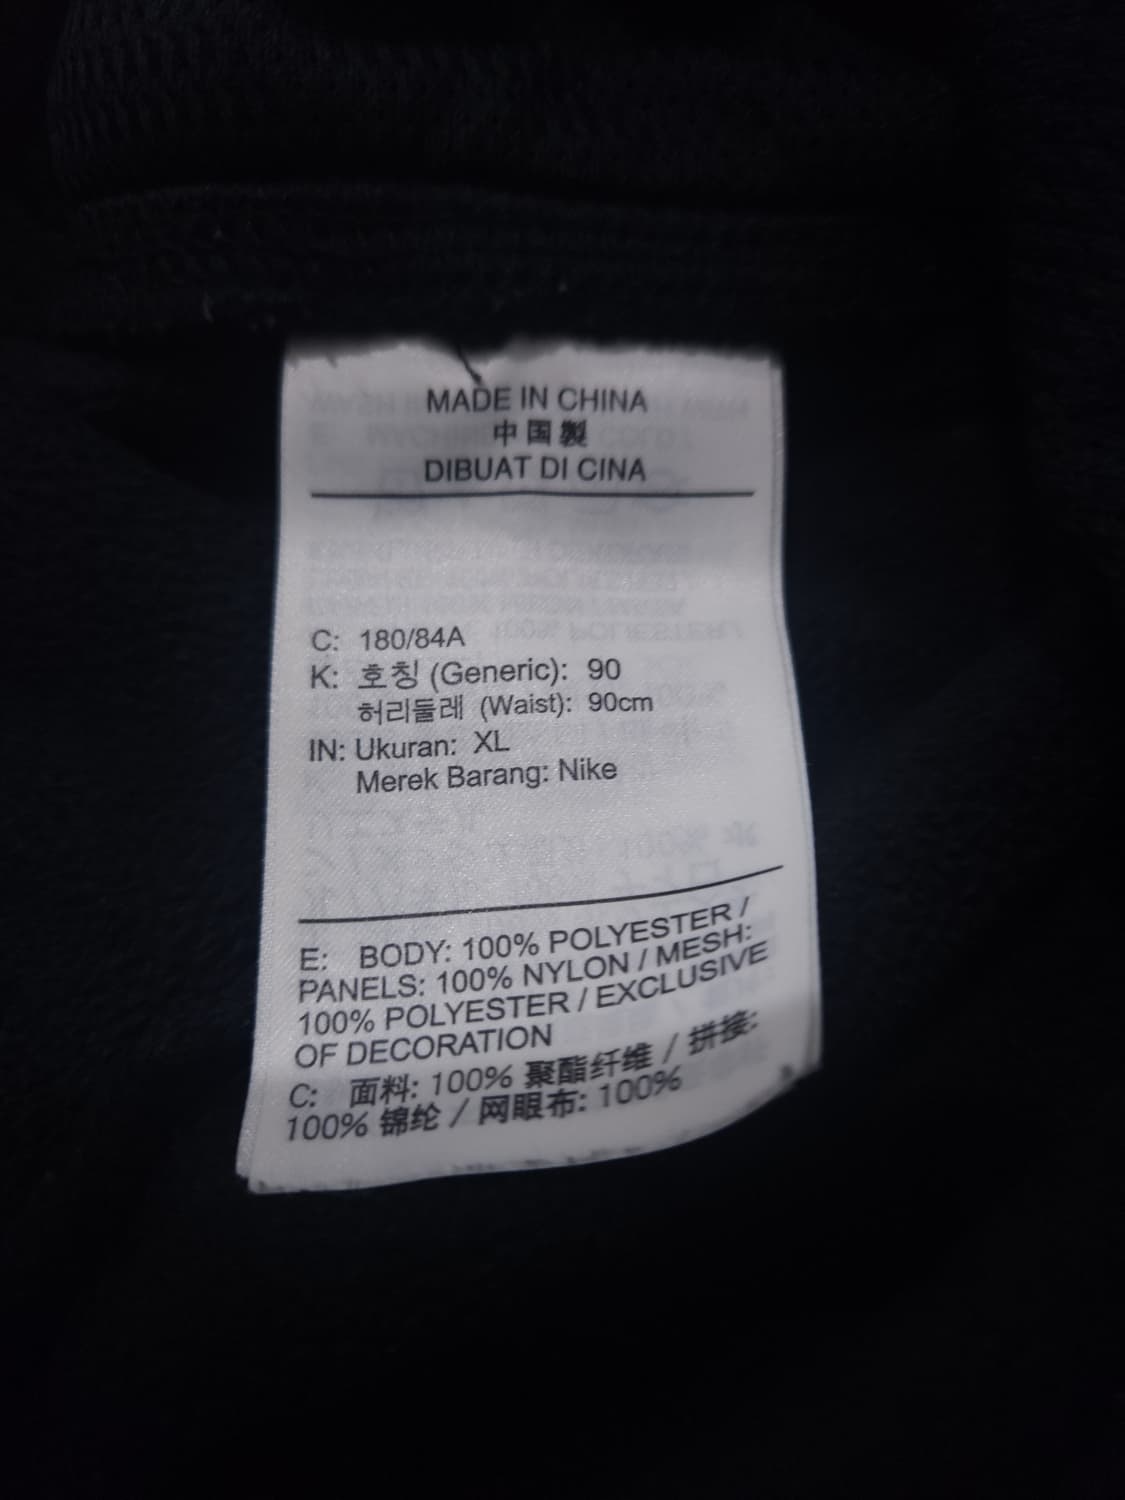 MADE IN CHINA
中国製
DIBUAT DI CINA
C: 180/84A
K: 호칭 (Generic): 90
허리둘레 (Waist): 90cm
IN: Ukuran: XL
Merek Barang: Nike
E: BODY: 100% POLYESTER /
PANELS: 100% NYLON / MESH:
100% POLYESTER / EXCLUSIVE
OF DECORATION
C: 面料: 100% 聚酯纤维 / 拼接:
100% 锦纶 / 网眼布: 100%